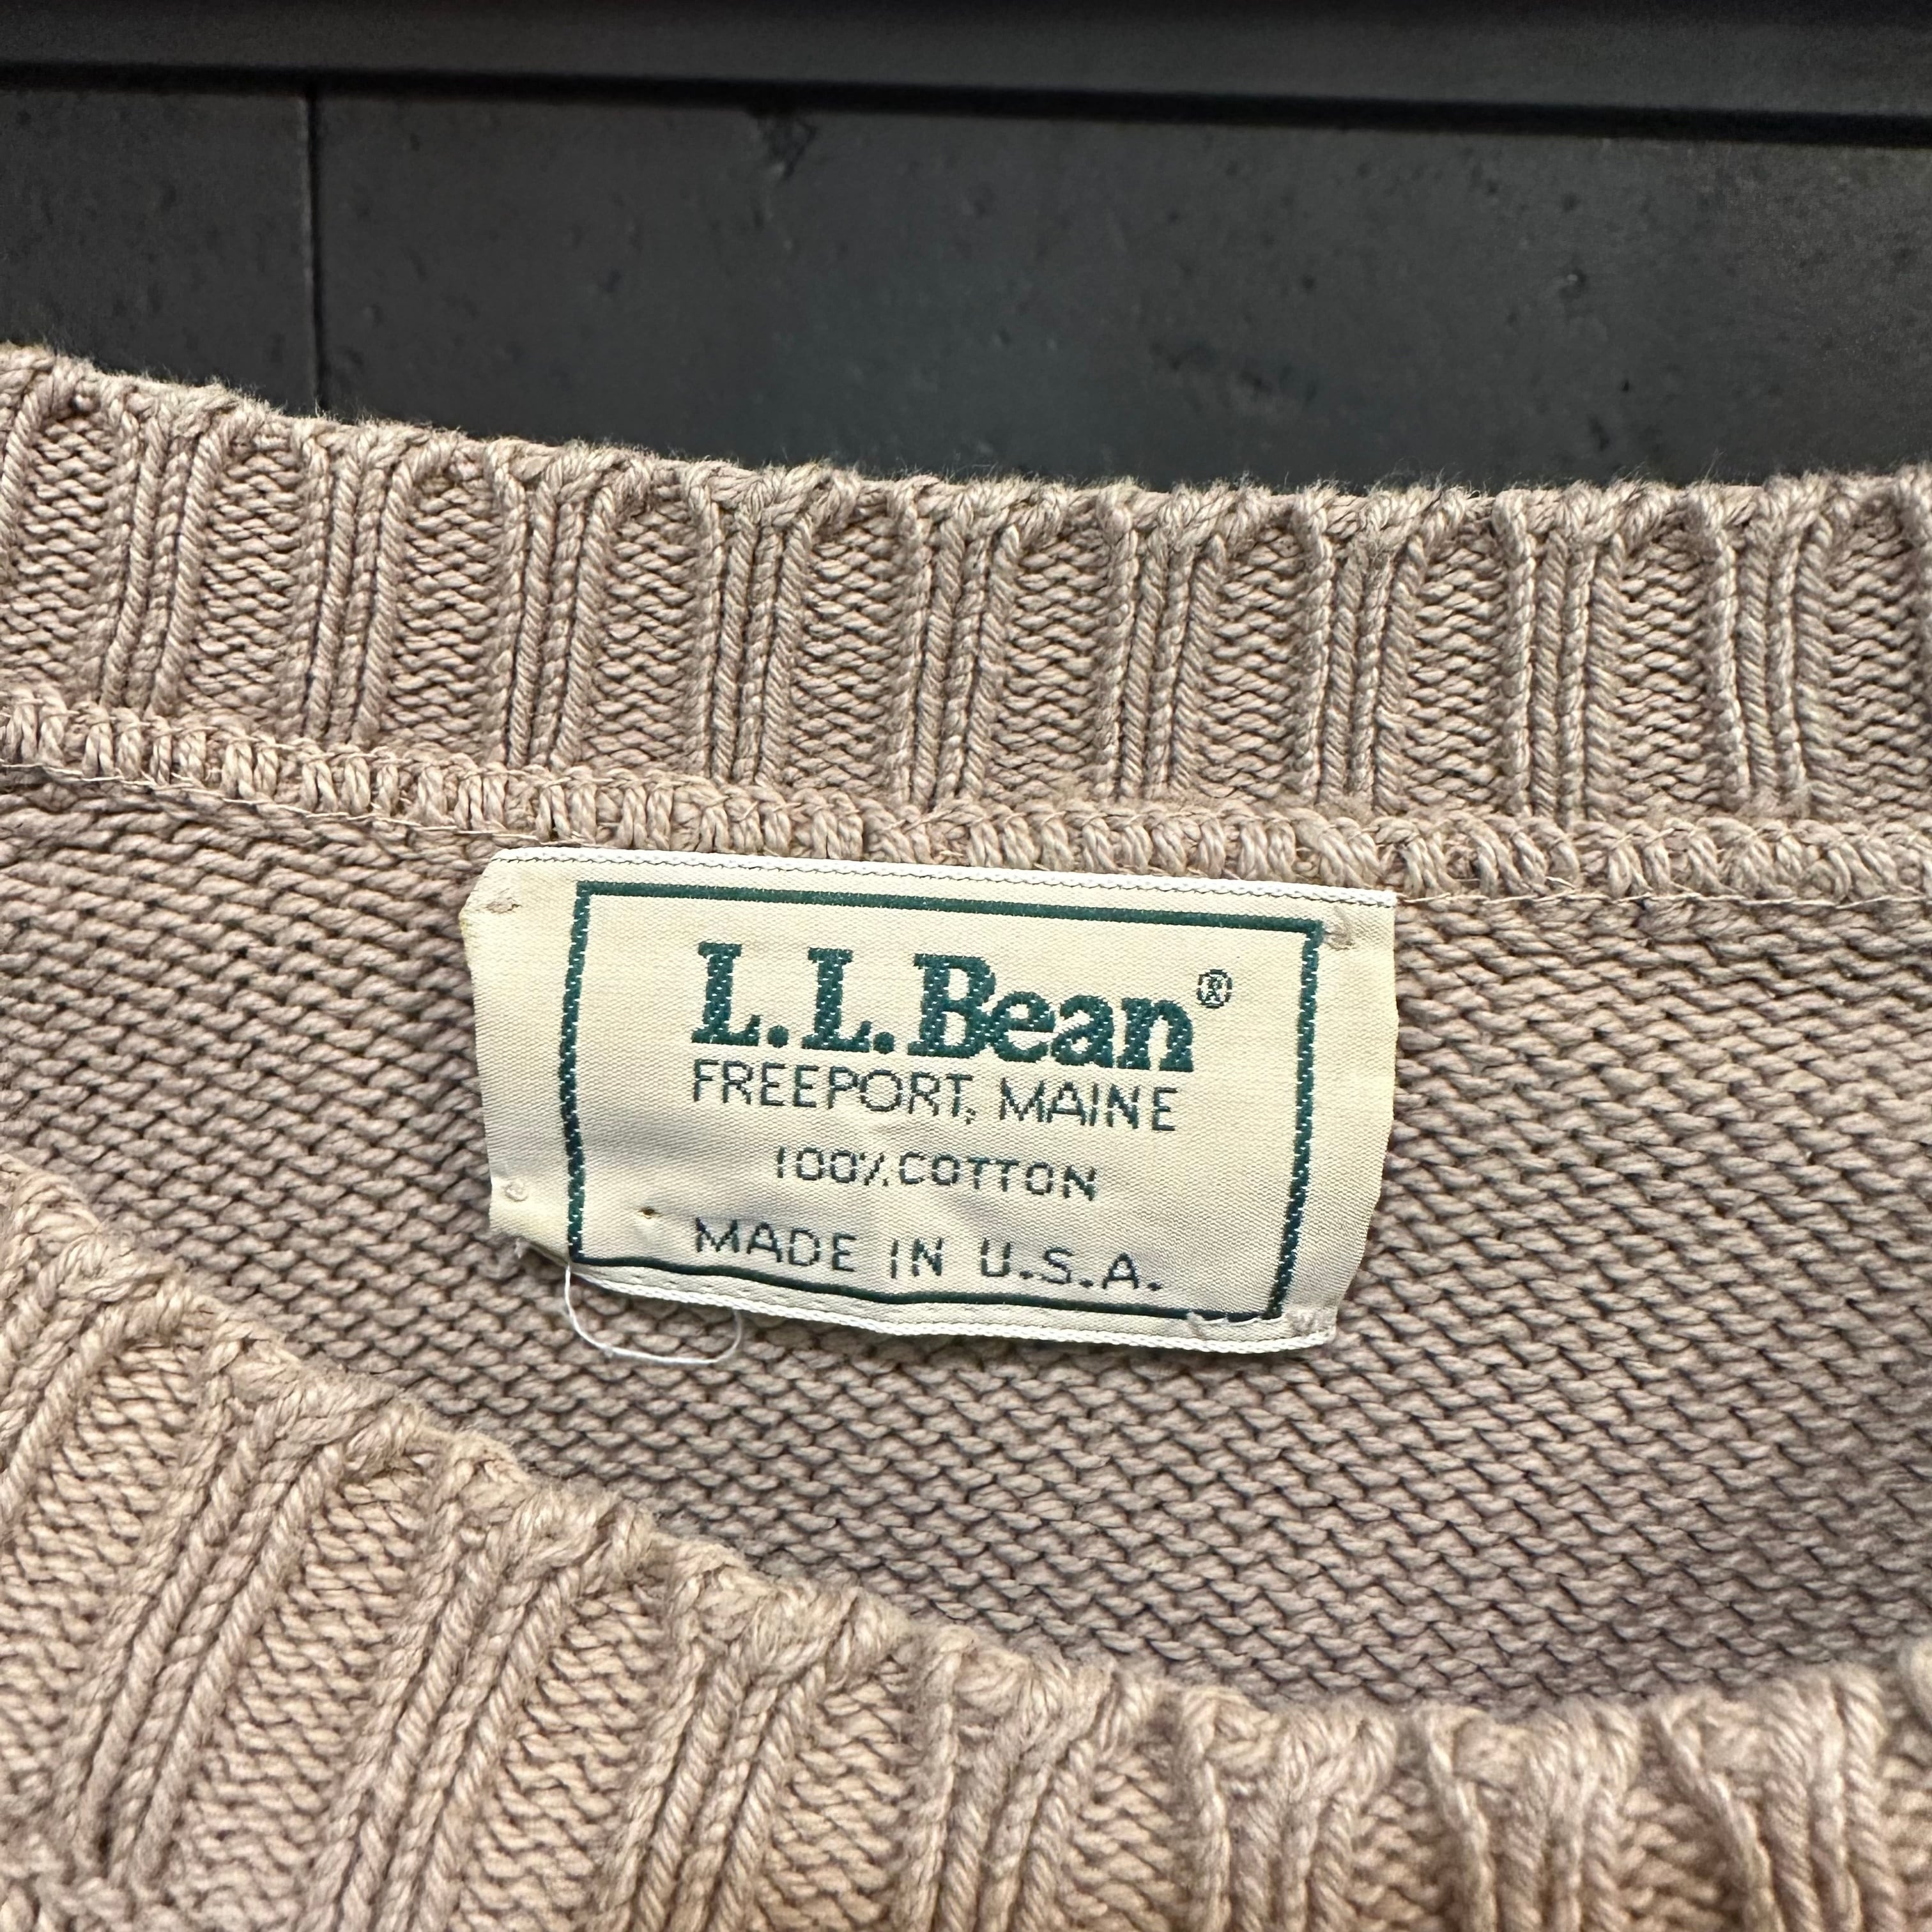 L.L.Bean®
FREEPORT, MAINE
100% COTTON
MADE IN U.S.A.